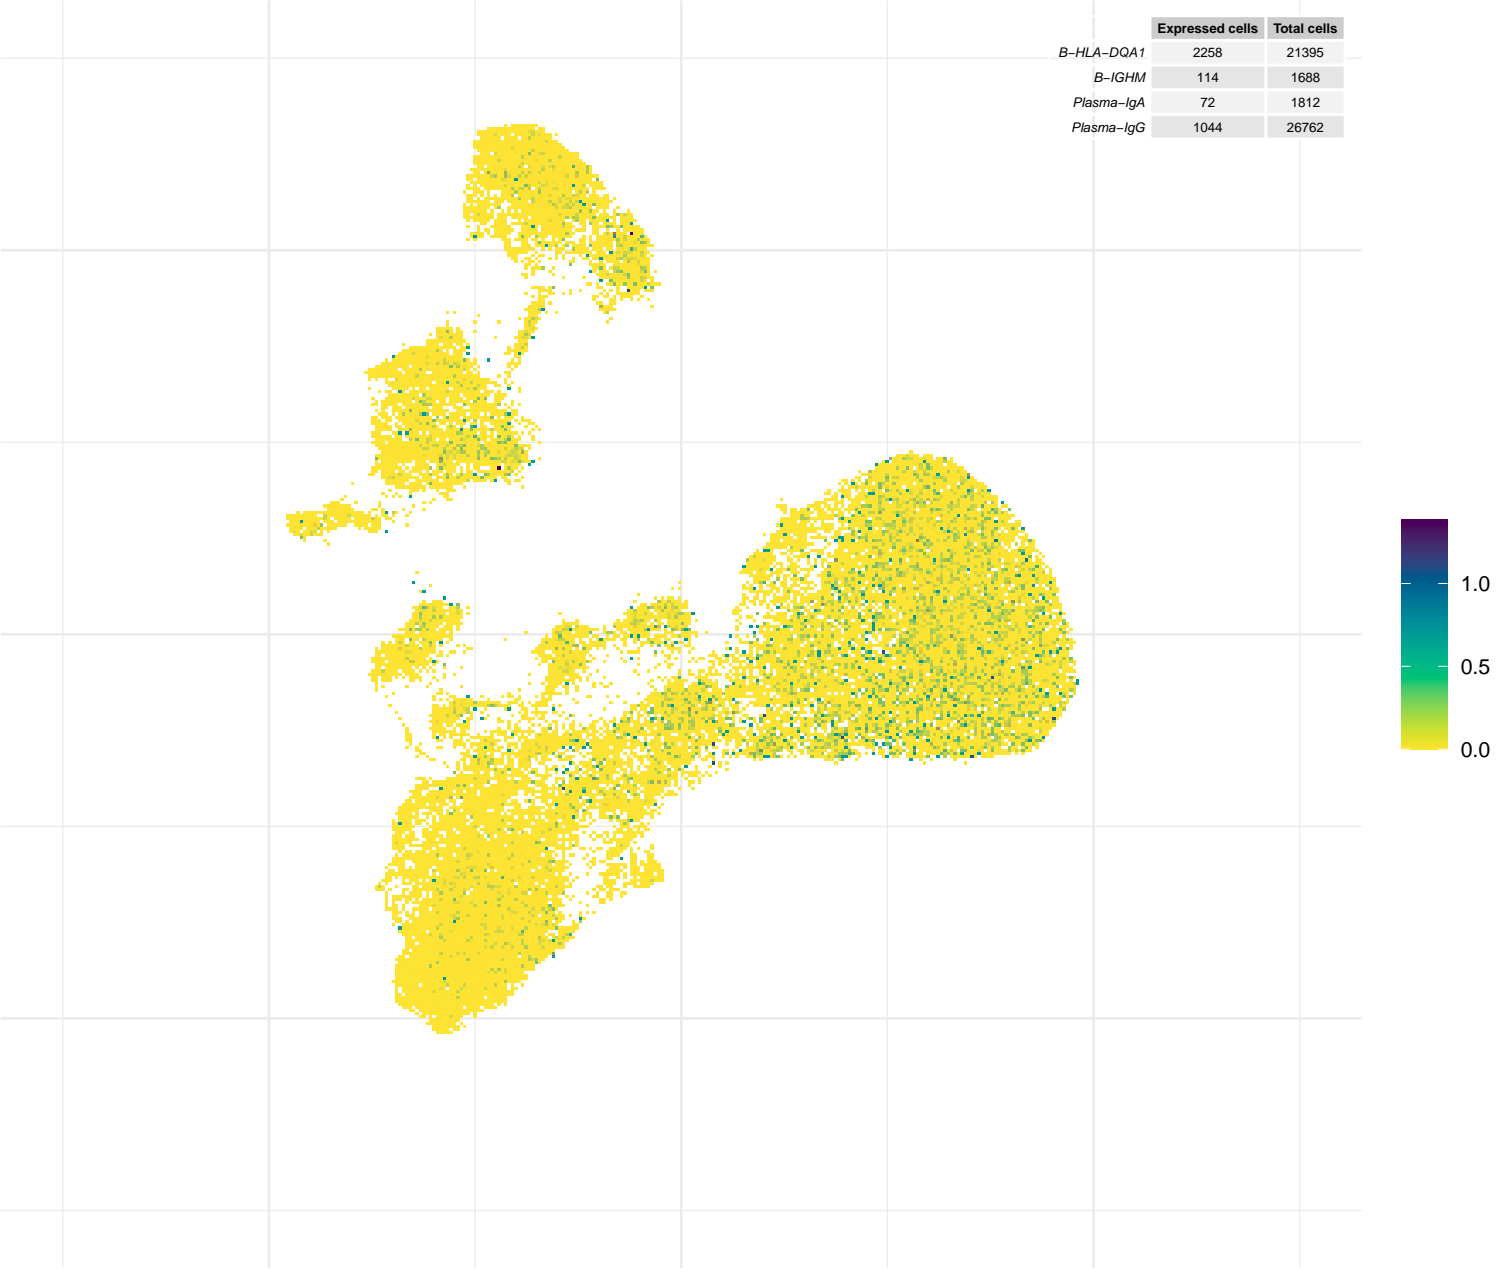 Expressed cells Total cells
B−HLA−DQA1 2258 21395
B−IGHM 114 1688
Plasma−IgA 72 1812
Plasma−IgG 1044 26762
1.0
0.5
0.0